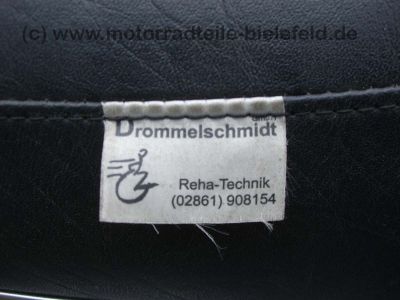 (c) www.motorradteile-bielefeld.de
GmbH
Drommelschmidt
Reha-Technik
(02861) 908154